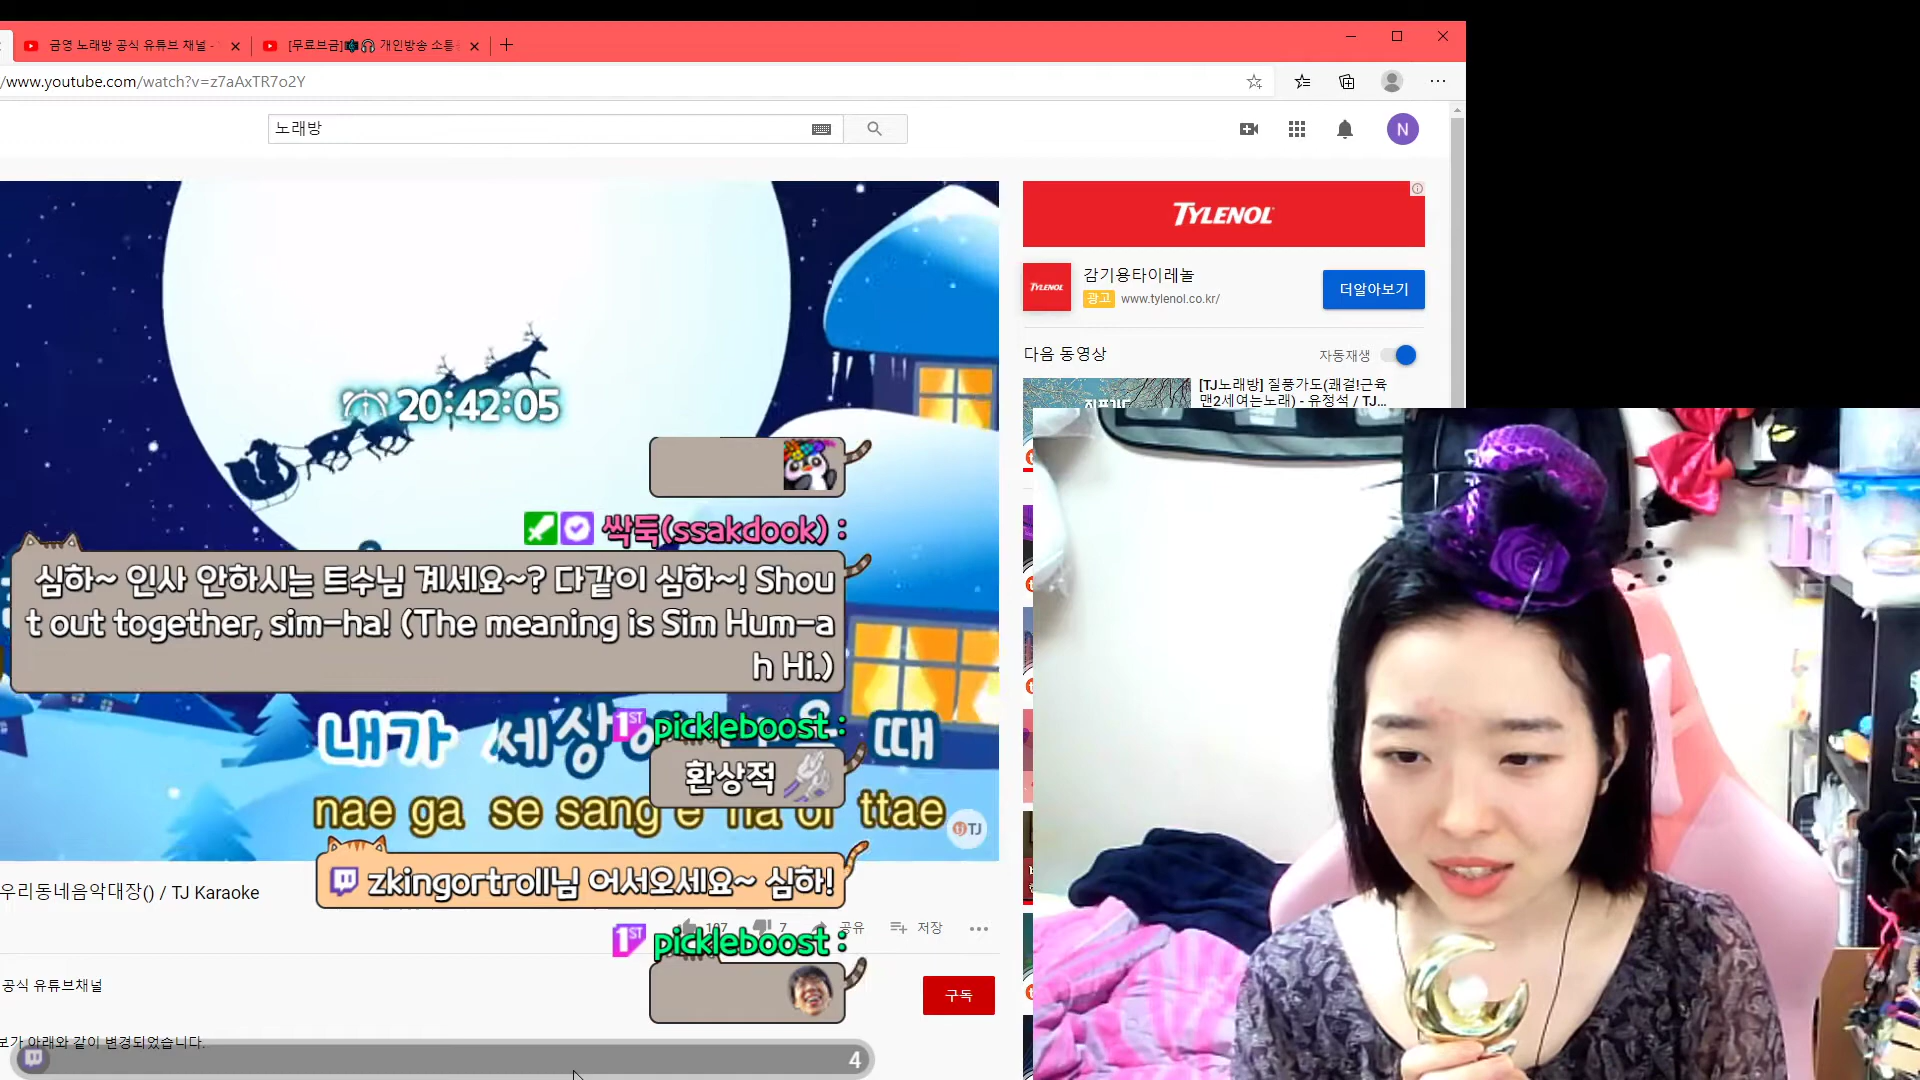 금영 노래방 공식 유튜브 채널 -
[무료브금] 개인방송 소통
/www.youtube.com/watch?v=z7aAxTR7o2Y
노래방
N
TYLENOL
감기용타이레놀
TYLENOL
광고 www.tylenol.co.kr/
더알아보기
다음 동영상
자동재생
[TJ노래방] 질풍가도(쾌걸!근육
맨2세여는노래) - 유정석 / TJ...
20:42:05
싹둑(ssakdook) :
심하~ 인사 안하시는 트수님 계세요~? 다같이 심하~! Shou
t out together, sim-ha! (The meaning is Sim Hum-a
h Hi.)
1ST pickleboost :
내가 세상에 때
환상적
nae ga se sang e na ol ttae
TJ
zkingortroll님 어서오세요~ 심하!
우리동네음악대장() / TJ Karaoke
1ST pickleboost :
107 7 공유 저장
공식 유튜브채널
구독
보가 아래와 같이 변경되었습니다.
4